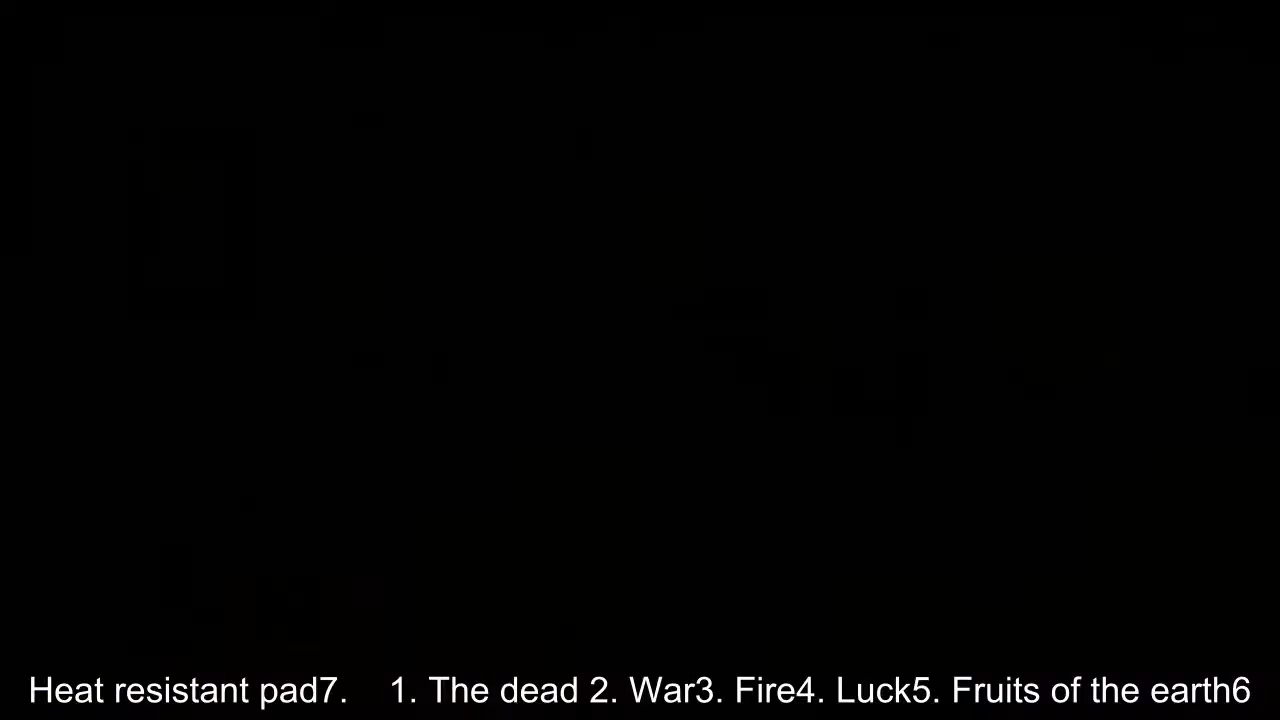 Heat resistant pad7.    1. The dead 2. War3. Fire4. Luck5. Fruits of the earth6